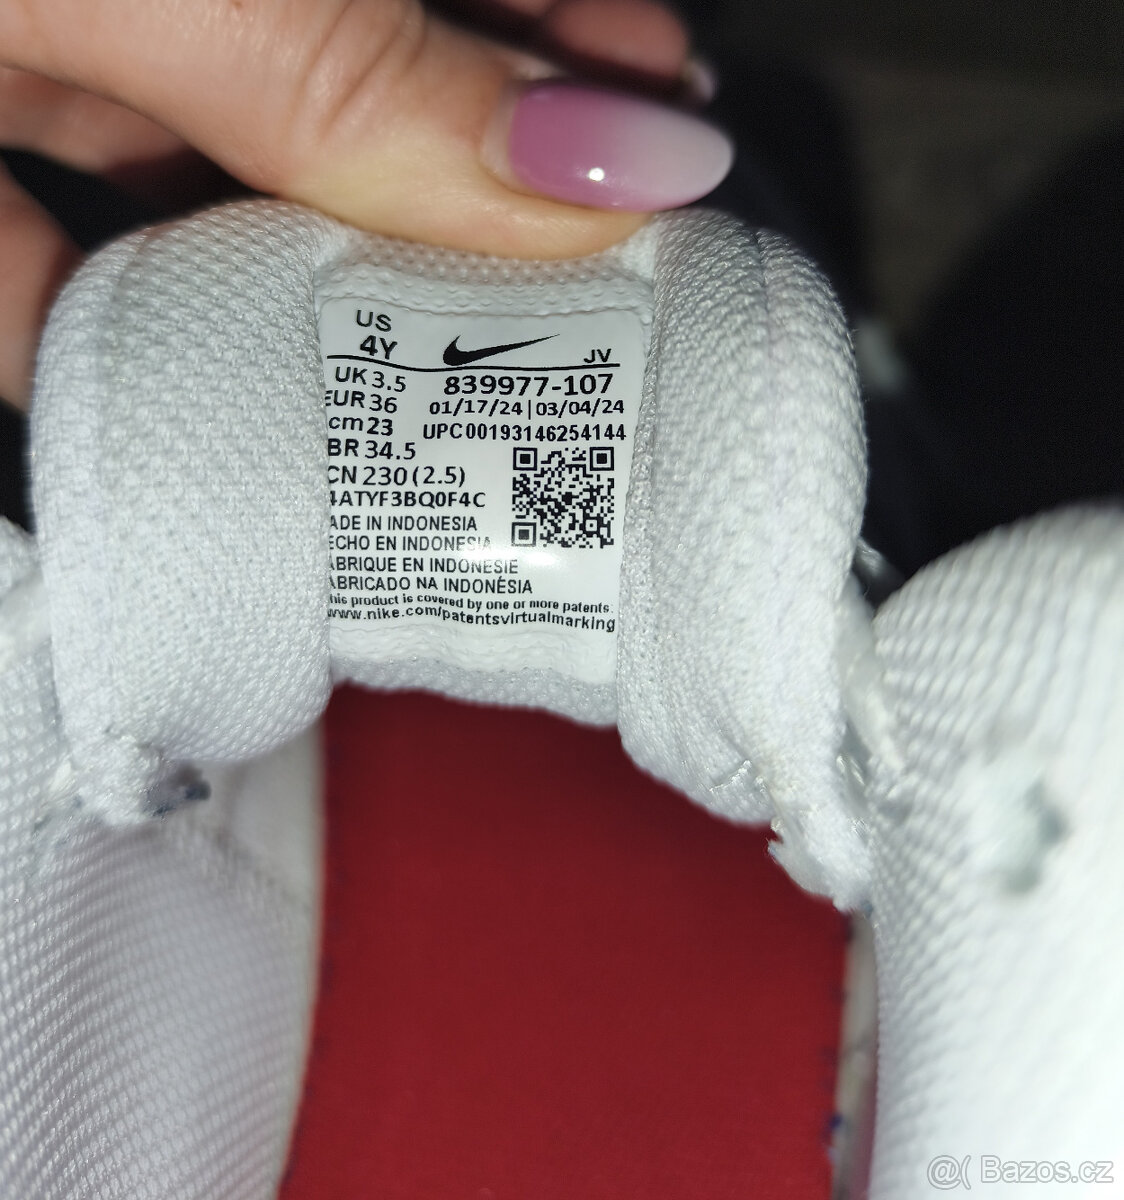 US
4Y
JV
UK 3.5
839977-107
EUR 36
01/17/24 | 03/04/24
cm 23
UPC 00193146254144
BR 34.5
CN 230 (2.5)
4ATYF3BQ0F4C
ADE IN INDONESIA
ECHO EN INDONESIA
ABRIQUE EN INDONESIE
ABRICADO NA INDONÉSIA
his product is covered by one or more patents.
www.nike.com/patentsvirtualmarking
@( Bazos.cz